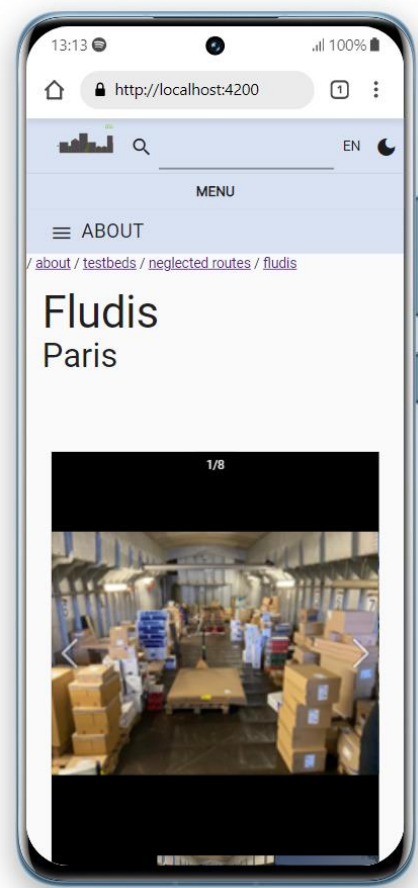 13:13
100%
http://localhost:4200
1
EN
MENU
ABOUT
/ about / testbeds / neglected routes / fludis
Fludis
Paris
1/8